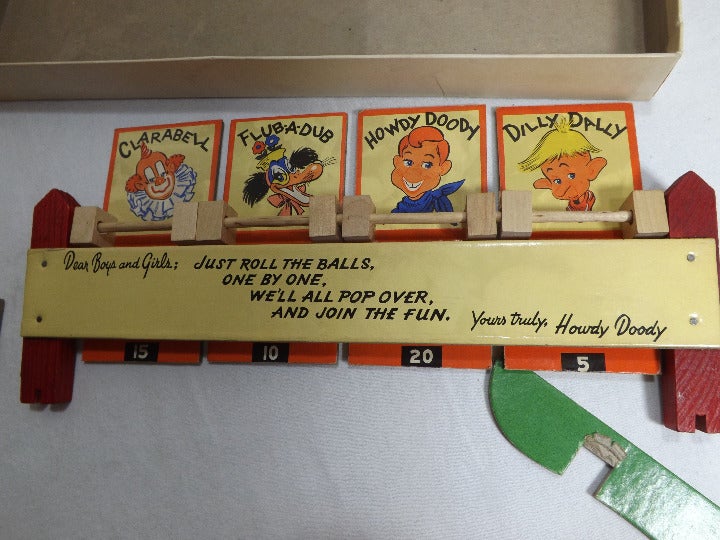 CLARABELL
FLUB-A-DUB
HOWDY DOODY
DILLY DALLY
Dear Boys and Girls; JUST ROLL THE BALLS,
ONE BY ONE,
WE'LL ALL POP OVER,
AND JOIN THE FUN.
Yours truly, Howdy Doody
15
10
20
5